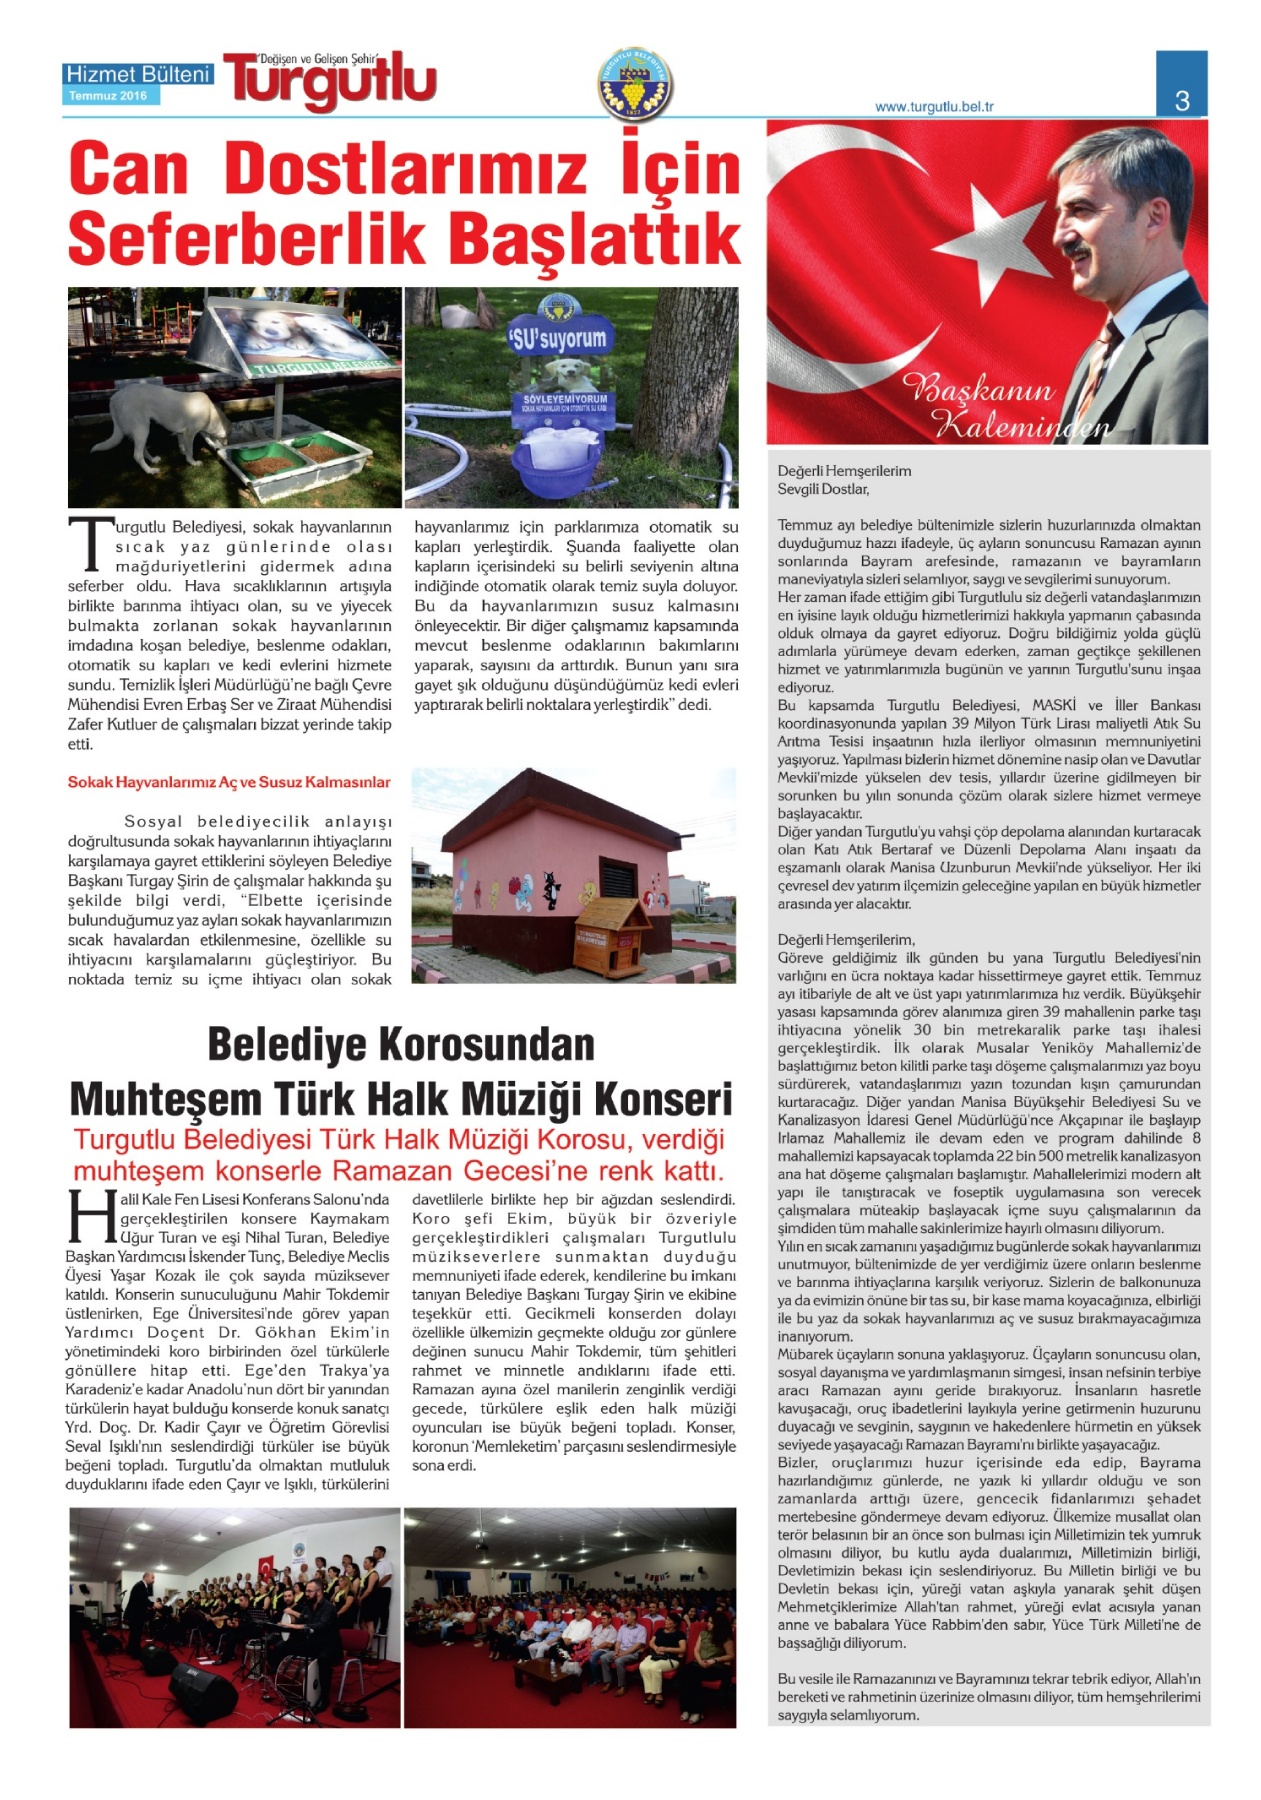 Hizmet Bülteni
Temmuz 2016
'Değişen ve Gelişen Şehir'
Turgutlu
TURGUTLU BELEDİYESİ
1877
www.turgutlu.bel.tr
3
Can Dostlarımız İçin
Seferberlik Başlattık
TURGUTLU BELEDİYESİ
'SU'suyorum
SÖYLEYEMİYORUM
SOKAK HAYVANLARI İÇİN OTOMATİK SU KABI
Turgutlu Belediyesi, sokak hayvanlarının
sıcak yaz günlerinde olası
mağduriyetlerini gidermek adına
seferber oldu. Hava sıcaklıklarının artışıyla
birlikte barınma ihtiyacı olan, su ve yiyecek
bulmakta zorlanan sokak hayvanlarının
imdadına koşan belediye, beslenme odakları,
otomatik su kapları ve kedi evlerini hizmete
sundu. Temizlik İşleri Müdürlüğü'ne bağlı Çevre
Mühendisi Evren Erbaş Ser ve Ziraat Mühendisi
Zafer Kutluer de çalışmaları bizzat yerinde takip
etti.
Sokak Hayvanlarımız Aç ve Susuz Kalmasınlar
Sosyal belediyecilik anlayışı
doğrultusunda sokak hayvanlarının ihtiyaçlarını
karşılamaya gayret ettiklerini söyleyen Belediye
Başkanı Turgay Şirin de çalışmalar hakkında şu
şekilde bilgi verdi, “Elbette içerisinde
bulunduğumuz yaz ayları sokak hayvanlarımızın
sıcak havalardan etkilenmesine, özellikle su
ihtiyacını karşılamalarını güçleştiriyor. Bu
noktada temiz su içme ihtiyacı olan sokak
hayvanlarımız için parklarımıza otomatik su
kapları yerleştirdik. Şuanda faaliyette olan
kapların içerisindeki su belirli seviyenin altına
indiğinde otomatik olarak temiz suyla doluyor.
Bu da hayvanlarımızın susuz kalmasını
önleyecektir. Bir diğer çalışmamız kapsamında
mevcut beslenme odaklarının bakımlarını
yaparak, sayısını da arttırdık. Bunun yanı sıra
gayet şık olduğunu düşündüğümüz kedi evleri
yaptırarak belirli noktalara yerleştirdik” dedi.
Belediye Korosundan
Muhteşem Türk Halk Müziği Konseri
Turgutlu Belediyesi Türk Halk Müziği Korosu, verdiği
muhteşem konserle Ramazan Gecesi’ne renk kattı.
Halil Kale Fen Lisesi Konferans Salonu’nda
gerçekleştirilen konsere Kaymakam
Uğur Turan ve eşi Nihal Turan, Belediye
Başkan Yardımcısı İskender Tunç, Belediye Meclis
Üyesi Yaşar Kozak ile çok sayıda müziksever
katıldı. Konserin sunuculuğunu Mahir Tokdemir
üstlenirken, Ege Üniversitesi'nde görev yapan
Yardımcı Doçent Dr. Gökhan Ekim’in
yönetimindeki koro birbirinden özel türkülerle
gönüllere hitap etti. Ege’den Trakya’ya
Karadeniz’e kadar Anadolu’nun dört bir yanından
türkülerin hayat bulduğu konserde konuk sanatçı
Yrd. Doç. Dr. Kadir Çayır ve Öğretim Görevlisi
Seval Işıklı'nın seslendirdiği türküler ise büyük
beğeni topladı. Turgutlu’da olmaktan mutluluk
duyduklarını ifade eden Çayır ve Işıklı, türkülerini
davetlilerle birlikte hep bir ağızdan seslendirdi.
Koro şefi Ekim, büyük bir özveriyle
gerçekleştirdikleri çalışmaları Turgutlulu
müzikseverlere sunmaktan duyduğu
memnuniyeti ifade ederek, kendilerine bu imkanı
tanıyan Belediye Başkanı Turgay Şirin ve ekibine
teşekkür etti. Gecikmeli konserden dolayı
özellikle ülkemizin geçmekte olduğu zor günlere
değinen sunucu Mahir Tokdemir, tüm şehitleri
rahmet ve minnetle andıklarını ifade etti.
Ramazan ayına özel manilerin zenginlik verdiği
gecede, türkülere eşlik eden halk müziği
oyuncuları ise büyük beğeni topladı. Konser,
koronun ‘Memleketim’ parçasını seslendirmesiyle
sona erdi.
Başkanın
Kaleminden
Değerli Hemşerilerim
Sevgili Dostlar,
Temmuz ayı belediye bültenimizle sizlerin huzurlarınızda olmaktan
duyduğumuz hazzı ifadeyle, üç ayların sonuncusu Ramazan ayının
sonlarında Bayram arefesinde, ramazanın ve bayramların
maneviyatıyla sizleri selamlıyor, saygı ve sevgilerimi sunuyorum.
Her zaman ifade ettiğim gibi Turgutlulu siz değerli vatandaşlarımızın
en iyisine layık olduğu hizmetlerimizi hakkıyla yapmanın çabasında
olduk olmaya da gayret ediyoruz. Doğru bildiğimiz yolda güçlü
adımlarla yürümeye devam ederken, zaman geçtikçe şekillenen
hizmet ve yatırımlarımızla bugünün ve yarının Turgutlu'sunu inşaa
ediyoruz.
Bu kapsamda Turgutlu Belediyesi, MASKİ ve İller Bankası
koordinasyonunda yapılan 39 Milyon Türk Lirası maliyetli Atık Su
Arıtma Tesisi inşaatının hızla ilerliyor olmasının memnuniyetini
yaşıyoruz. Yapılması bizlerin hizmet dönemine nasip olan ve Davutlar
Mevkii'mizde yükselen dev tesis, yıllardır üzerine gidilmeyen bir
sorunken bu yılın sonunda çözüm olarak sizlere hizmet vermeye
başlayacaktır.
Diğer yandan Turgutlu'yu vahşi çöp depolama alanından kurtaracak
olan Katı Atık Bertaraf ve Düzenli Depolama Alanı inşaatı da
eşzamanlı olarak Manisa Uzunburun Mevkii'nde yükseliyor. Her iki
çevresel dev yatırım ilçemizin geleceğine yapılan en büyük hizmetler
arasında yer alacaktır.
Değerli Hemşerilerim,
Göreve geldiğimiz ilk günden bu yana Turgutlu Belediyesi'nin
varlığını en ücra noktaya kadar hissettirmeye gayret ettik. Temmuz
ayı itibariyle de alt ve üst yapı yatırımlarımıza hız verdik. Büyükşehir
yasası kapsamında görev alanımıza giren 39 mahallenin parke taşı
ihtiyacına yönelik 30 bin metrekaralik parke taşı ihalesi
gerçekleştirdik. İlk olarak Musalar Yeniköy Mahallemiz'de
başlattığımız beton kilitli parke taşı döşeme çalışmalarımızı yaz boyu
sürdürerek, vatandaşlarımızı yazın tozundan kışın çamurundan
kurtaracağız. Diğer yandan Manisa Büyükşehir Belediyesi Su ve
Kanalizasyon İdaresi Genel Müdürlüğü'nce Akçapınar ile başlayıp
Irlamaz Mahallemiz ile devam eden ve program dahilinde 8
mahallemizi kapsayacak toplamda 22 bin 500 metrelik kanalizasyon
ana hat döşeme çalışmaları başlamıştır. Mahallelerimizi modern alt
yapı ile tanıştıracak ve foseptik uygulamasına son verecek
çalışmalara müteakip başlayacak içme suyu çalışmalarının da
şimdiden tüm mahalle sakinlerimize hayırlı olmasını diliyorum.
Yılın en sıcak zamanını yaşadığımız bugünlerde sokak hayvanlarımızı
unutmuyor, bültenimizde de yer verdiğimiz üzere onların beslenme
ve barınma ihtiyaçlarına karşılık veriyoruz. Sizlerin de balkonunuza
ya da evimizin önüne bir tas su, bir kase mama koyacağınıza, elbirliği
ile bu yaz da sokak hayvanlarımızı aç ve susuz bırakmayacağımıza
inanıyorum.
Mübarek üçayların sonuna yaklaşıyoruz. Üçayların sonuncusu olan,
sosyal dayanışma ve yardımlaşmanın simgesi, insan nefsinin terbiye
aracı Ramazan ayını geride bırakıyoruz. İnsanların hasretle
kavuşacağı, oruç ibadetlerini layıkıyla yerine getirmenin huzurunu
duyacağı ve sevginin, saygının ve hakedenlere hürmetin en yüksek
seviyede yaşayacağı Ramazan Bayramı'nı birlikte yaşayacağız.
Bizler, oruçlarımızı huzur içerisinde eda edip, Bayrama
hazırlandığımız günlerde, ne yazık ki yıllardır olduğu ve son
zamanlarda arttığı üzere, gencecik fidanlarımızı şehadet
mertebesine göndermeye devam ediyoruz. Ülkemize musallat olan
terör belasının bir an önce son bulması için Milletimizin tek yumruk
olmasını diliyor, bu kutlu ayda dualarımızı, Milletimizin birliği,
Devletimizin bekası için seslendiriyoruz. Bu Milletin birliği ve bu
Devletin bekası için, yüreği vatan aşkıyla yanarak şehit düşen
Mehmetçiklerimize Allah'tan rahmet, yüreği evlat acısıyla yanan
anne ve babalara Yüce Rabbim'den sabır, Yüce Türk Milleti'ne de
başsağlığı diliyorum.
Bu vesile ile Ramazanınızı ve Bayramınızı tekrar tebrik ediyor, Allah'ın
bereketi ve rahmetinin üzerinize olmasını diliyor, tüm hemşehrilerimi
saygıyla selamlıyorum.